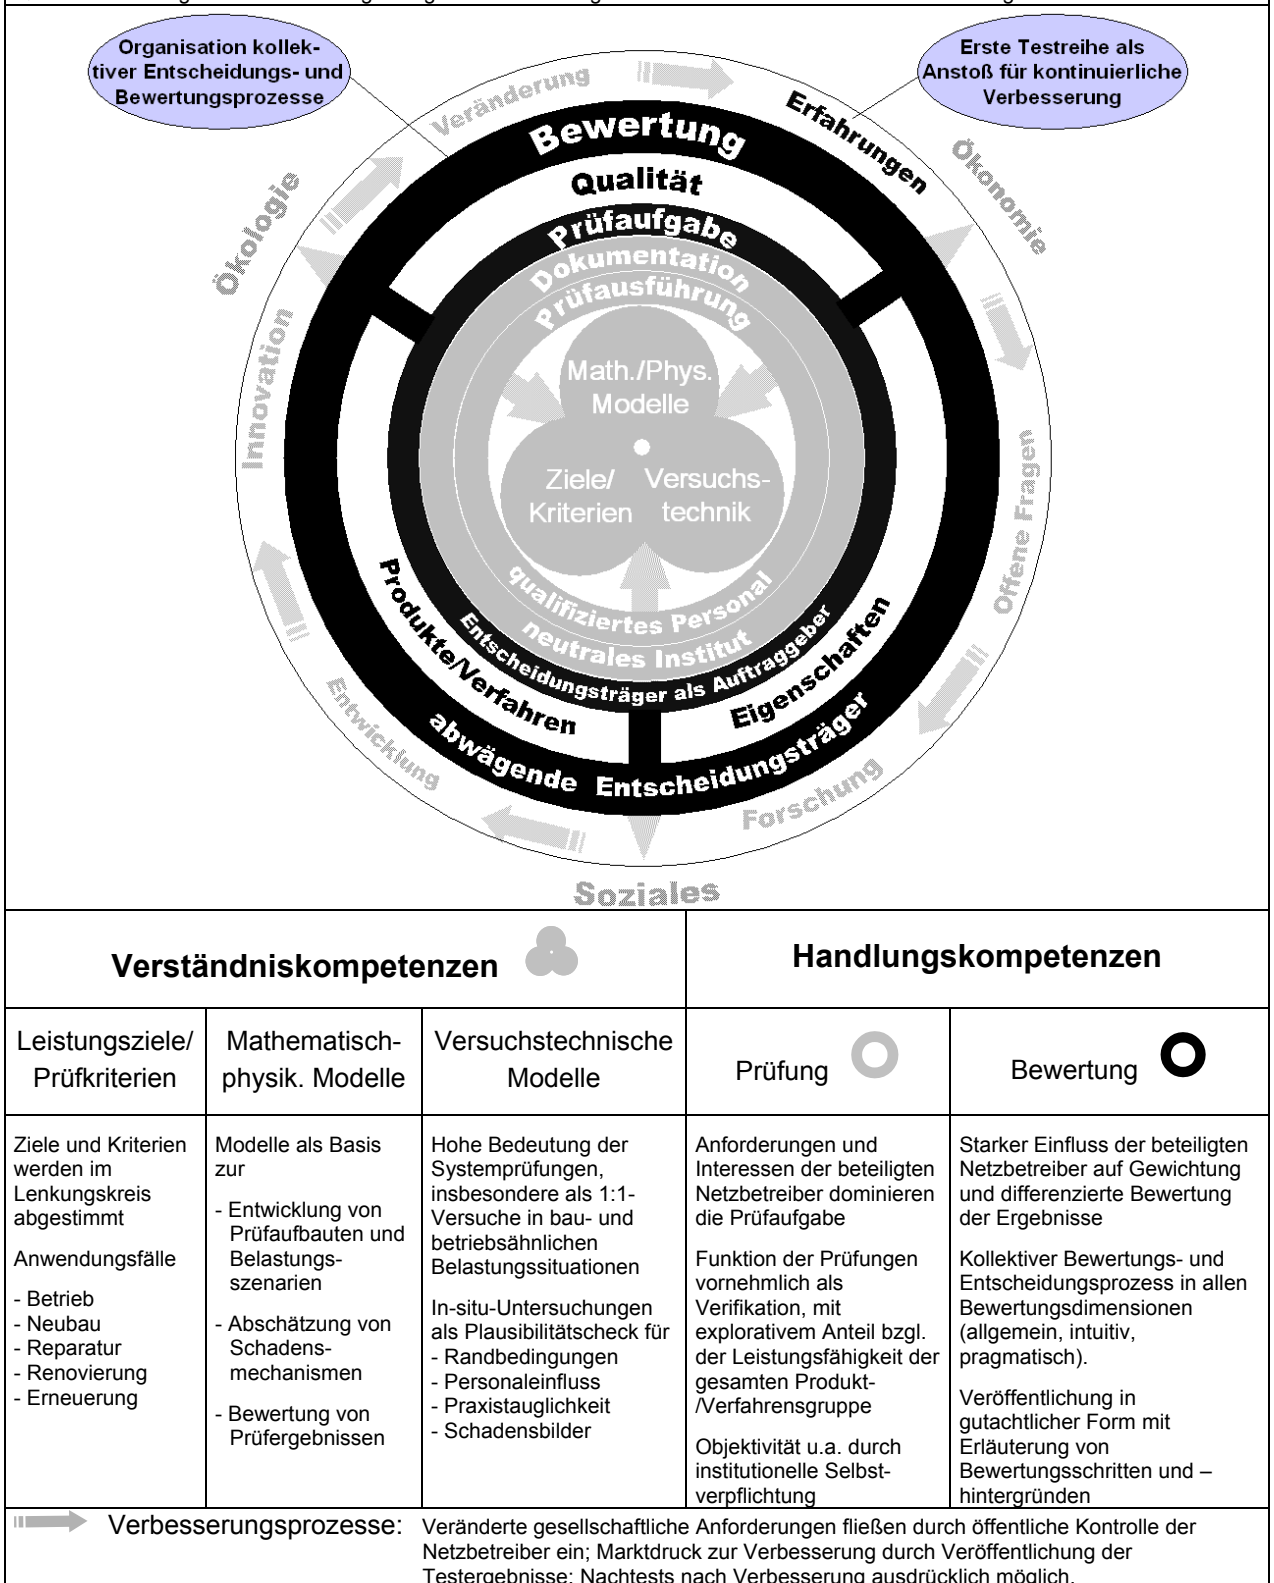 Organisation kollek-
tiver Entscheidungs- und
Bewertungsprozesse
Erste Testreihe als
Anstoß für kontinuierliche
Verbesserung
Veränderung
Erfahrungen
Ökologie
Ökonomie
Innovation
Offene Fragen
Entwicklung
Forschung
Soziales
Bewertung
Qualität
Prüfaufgabe
Dokumentation
Prüfausführung
Math./Phys.
Modelle
Ziele/
Kriterien
Versuchs-
technik
qualifiziertes Personal
neutrales Institut
Entscheidungsträger als Auftraggeber
Produkte/Verfahren
Eigenschaften
abwägende Entscheidungsträger
Verständniskompetenzen
Handlungskompetenzen
Leistungsziele/
Prüfkriterien
Mathematisch-
physik. Modelle
Versuchstechnische
Modelle
Prüfung
Bewertung
Ziele und Kriterien
werden im
Lenkungskreis
abgestimmt
Anwendungsfälle
- Betrieb
- Neubau
- Reparatur
- Renovierung
- Erneuerung
Modelle als Basis
zur
- Entwicklung von
Prüfaufbauten und
Belastungs-
szenarien
- Abschätzung von
Schadens-
mechanismen
- Bewertung von
Prüfergebnissen
Hohe Bedeutung der
Systemprüfungen,
insbesondere als 1:1-
Versuche in bau- und
betriebsähnlichen
Belastungssituationen
In-situ-Untersuchungen
als Plausibilitätscheck für
- Randbedingungen
- Personaleinfluss
- Praxistauglichkeit
- Schadensbilder
Anforderungen und
Interessen der beteiligten
Netzbetreiber dominieren
die Prüfaufgabe
Funktion der Prüfungen
vornehmlich als
Verifikation, mit
explorativem Anteil bzgl.
der Leistungsfähigkeit der
gesamten Produkt-
/Verfahrensgruppe
Objektivität u.a. durch
institutionelle Selbst-
verpflichtung
Starker Einfluss der beteiligten
Netzbetreiber auf Gewichtung
und differenzierte Bewertung
der Ergebnisse
Kollektiver Bewertungs- und
Entscheidungsprozess in allen
Bewertungsdimensionen
(allgemein, intuitiv,
pragmatisch).
Veröffentlichung in
gutachtlicher Form mit
Erläuterung von
Bewertungsschritten und –
hintergründen
Verbesserungsprozesse:
Veränderte gesellschaftliche Anforderungen fließen durch öffentliche Kontrolle der
Netzbetreiber ein; Marktdruck zur Verbesserung durch Veröffentlichung der
Testergebnisse; Nachtests nach Verbesserung ausdrücklich möglich.